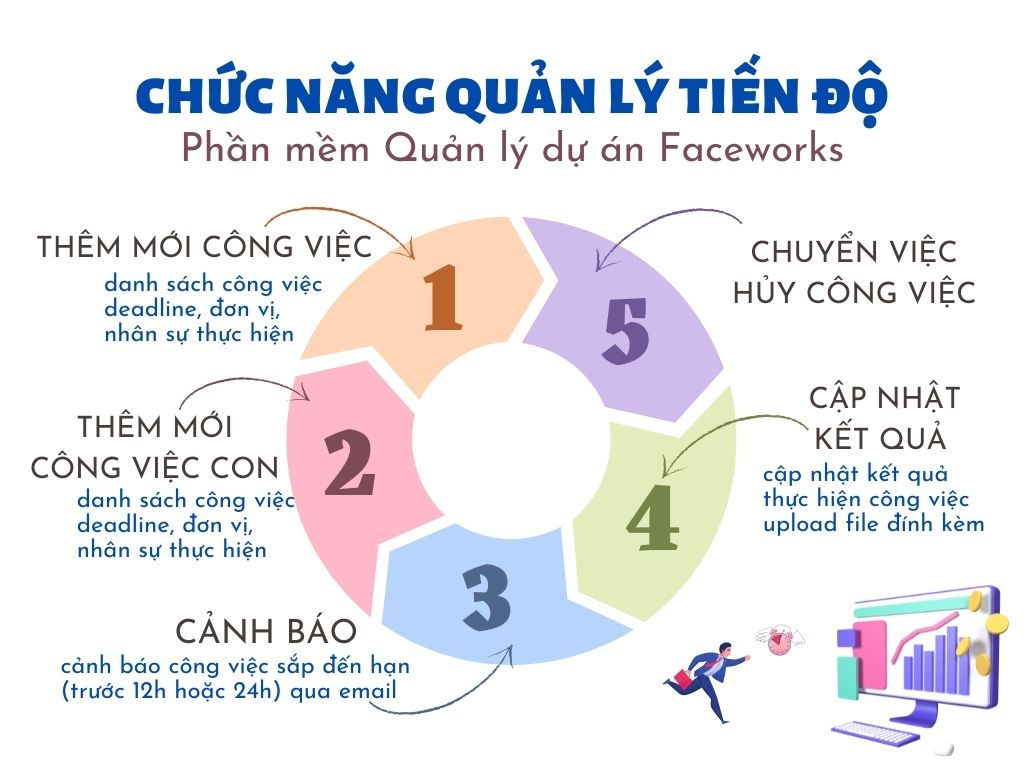 CHỨC NĂNG QUẢN LÝ TIẾN ĐỘ
Phần mềm Quản lý dự án Faceworks
THÊM MỚI CÔNG VIỆC
danh sách công việc
deadline, đơn vị,
nhân sự thực hiện
1
THÊM MỚI
CÔNG VIỆC CON
danh sách công việc
deadline, đơn vị,
nhân sự thực hiện
2
CẢNH BÁO
cảnh báo công việc sắp đến hạn
(trước 12h hoặc 24h) qua email
3
CẬP NHẬT
KẾT QUẢ
cập nhật kết quả
thực hiện công việc
upload file đính kèm
4
CHUYỂN VIỆC
HỦY CÔNG VIỆC
5